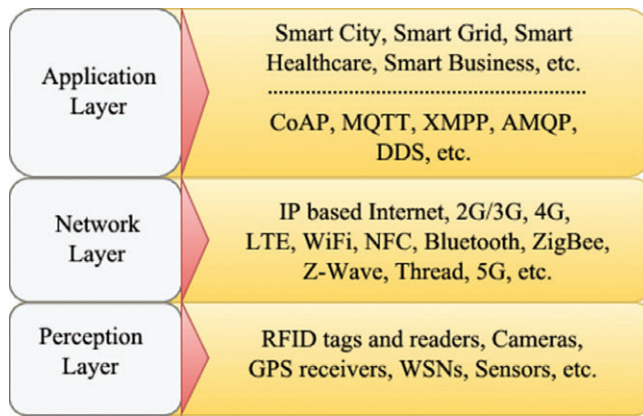 Application
Layer
Smart City, Smart Grid, Smart
Healthcare, Smart Business, etc.
CoAP, MQTT, XMPP, AMQP,
DDS, etc.
Network
Layer
IP based Internet, 2G/3G, 4G,
LTE, WiFi, NFC, Bluetooth, ZigBee,
Z-Wave, Thread, 5G, etc.
Perception
Layer
RFID tags and readers, Cameras,
GPS receivers, WSNs, Sensors, etc.